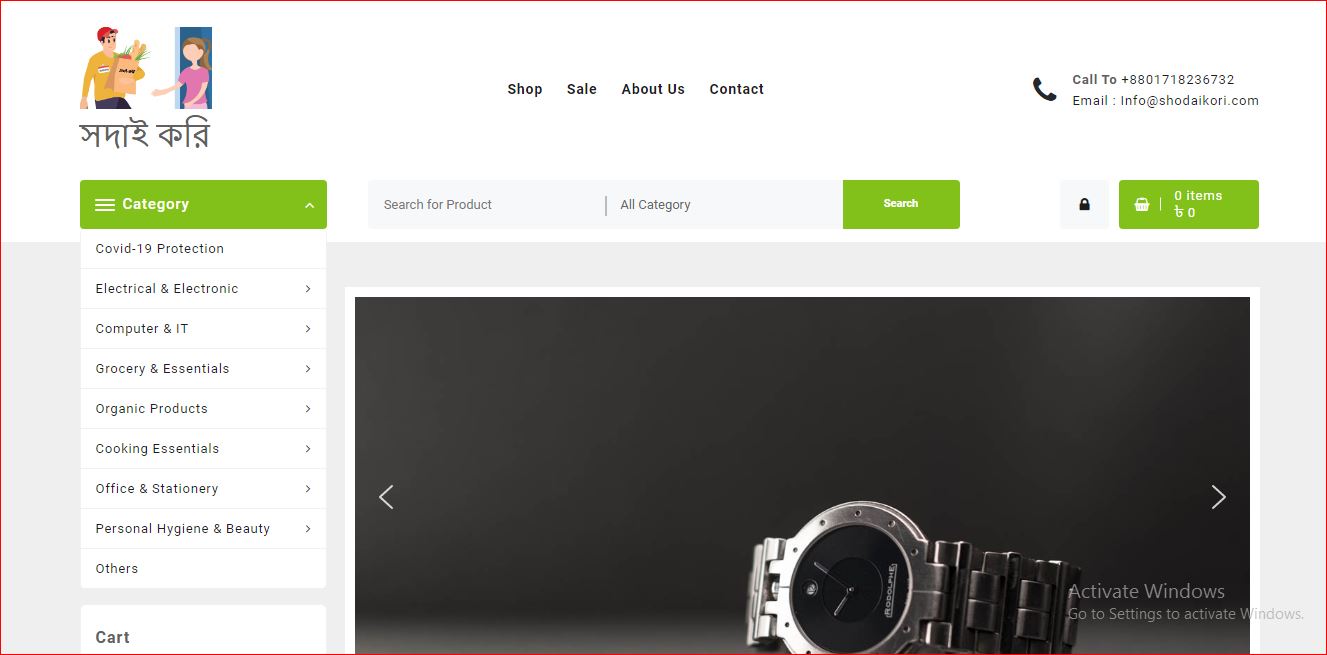 সদাই করি
Shop Sale About Us Contact
Call To +8801718236732
Email : Info@shodaikori.com
Category
Search for Product
All Category
Search
0 items
৳ 0
Covid-19 Protection
Electrical & Electronic
Computer & IT
Grocery & Essentials
Organic Products
Cooking Essentials
Office & Stationery
Personal Hygiene & Beauty
Others
Cart
RODOLPHE
Activate Windows
Go to Settings to activate Windows.